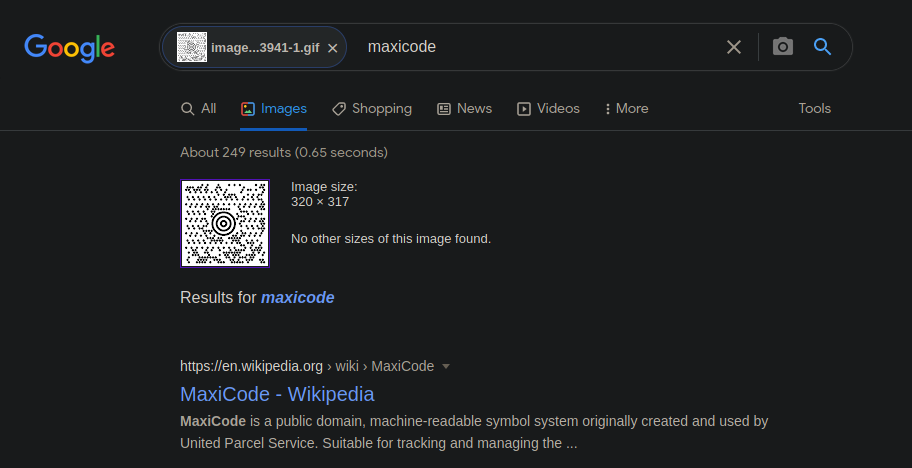 Google
image...3941-1.gif
maxicode
All
Images
Shopping
News
Videos
More
Tools
About 249 results (0.65 seconds)
Image size:
320 × 317
No other sizes of this image found.
Results for maxicode
https://en.wikipedia.org › wiki › MaxiCode
MaxiCode - Wikipedia
MaxiCode is a public domain, machine-readable symbol system originally created and used by
United Parcel Service. Suitable for tracking and managing the ...